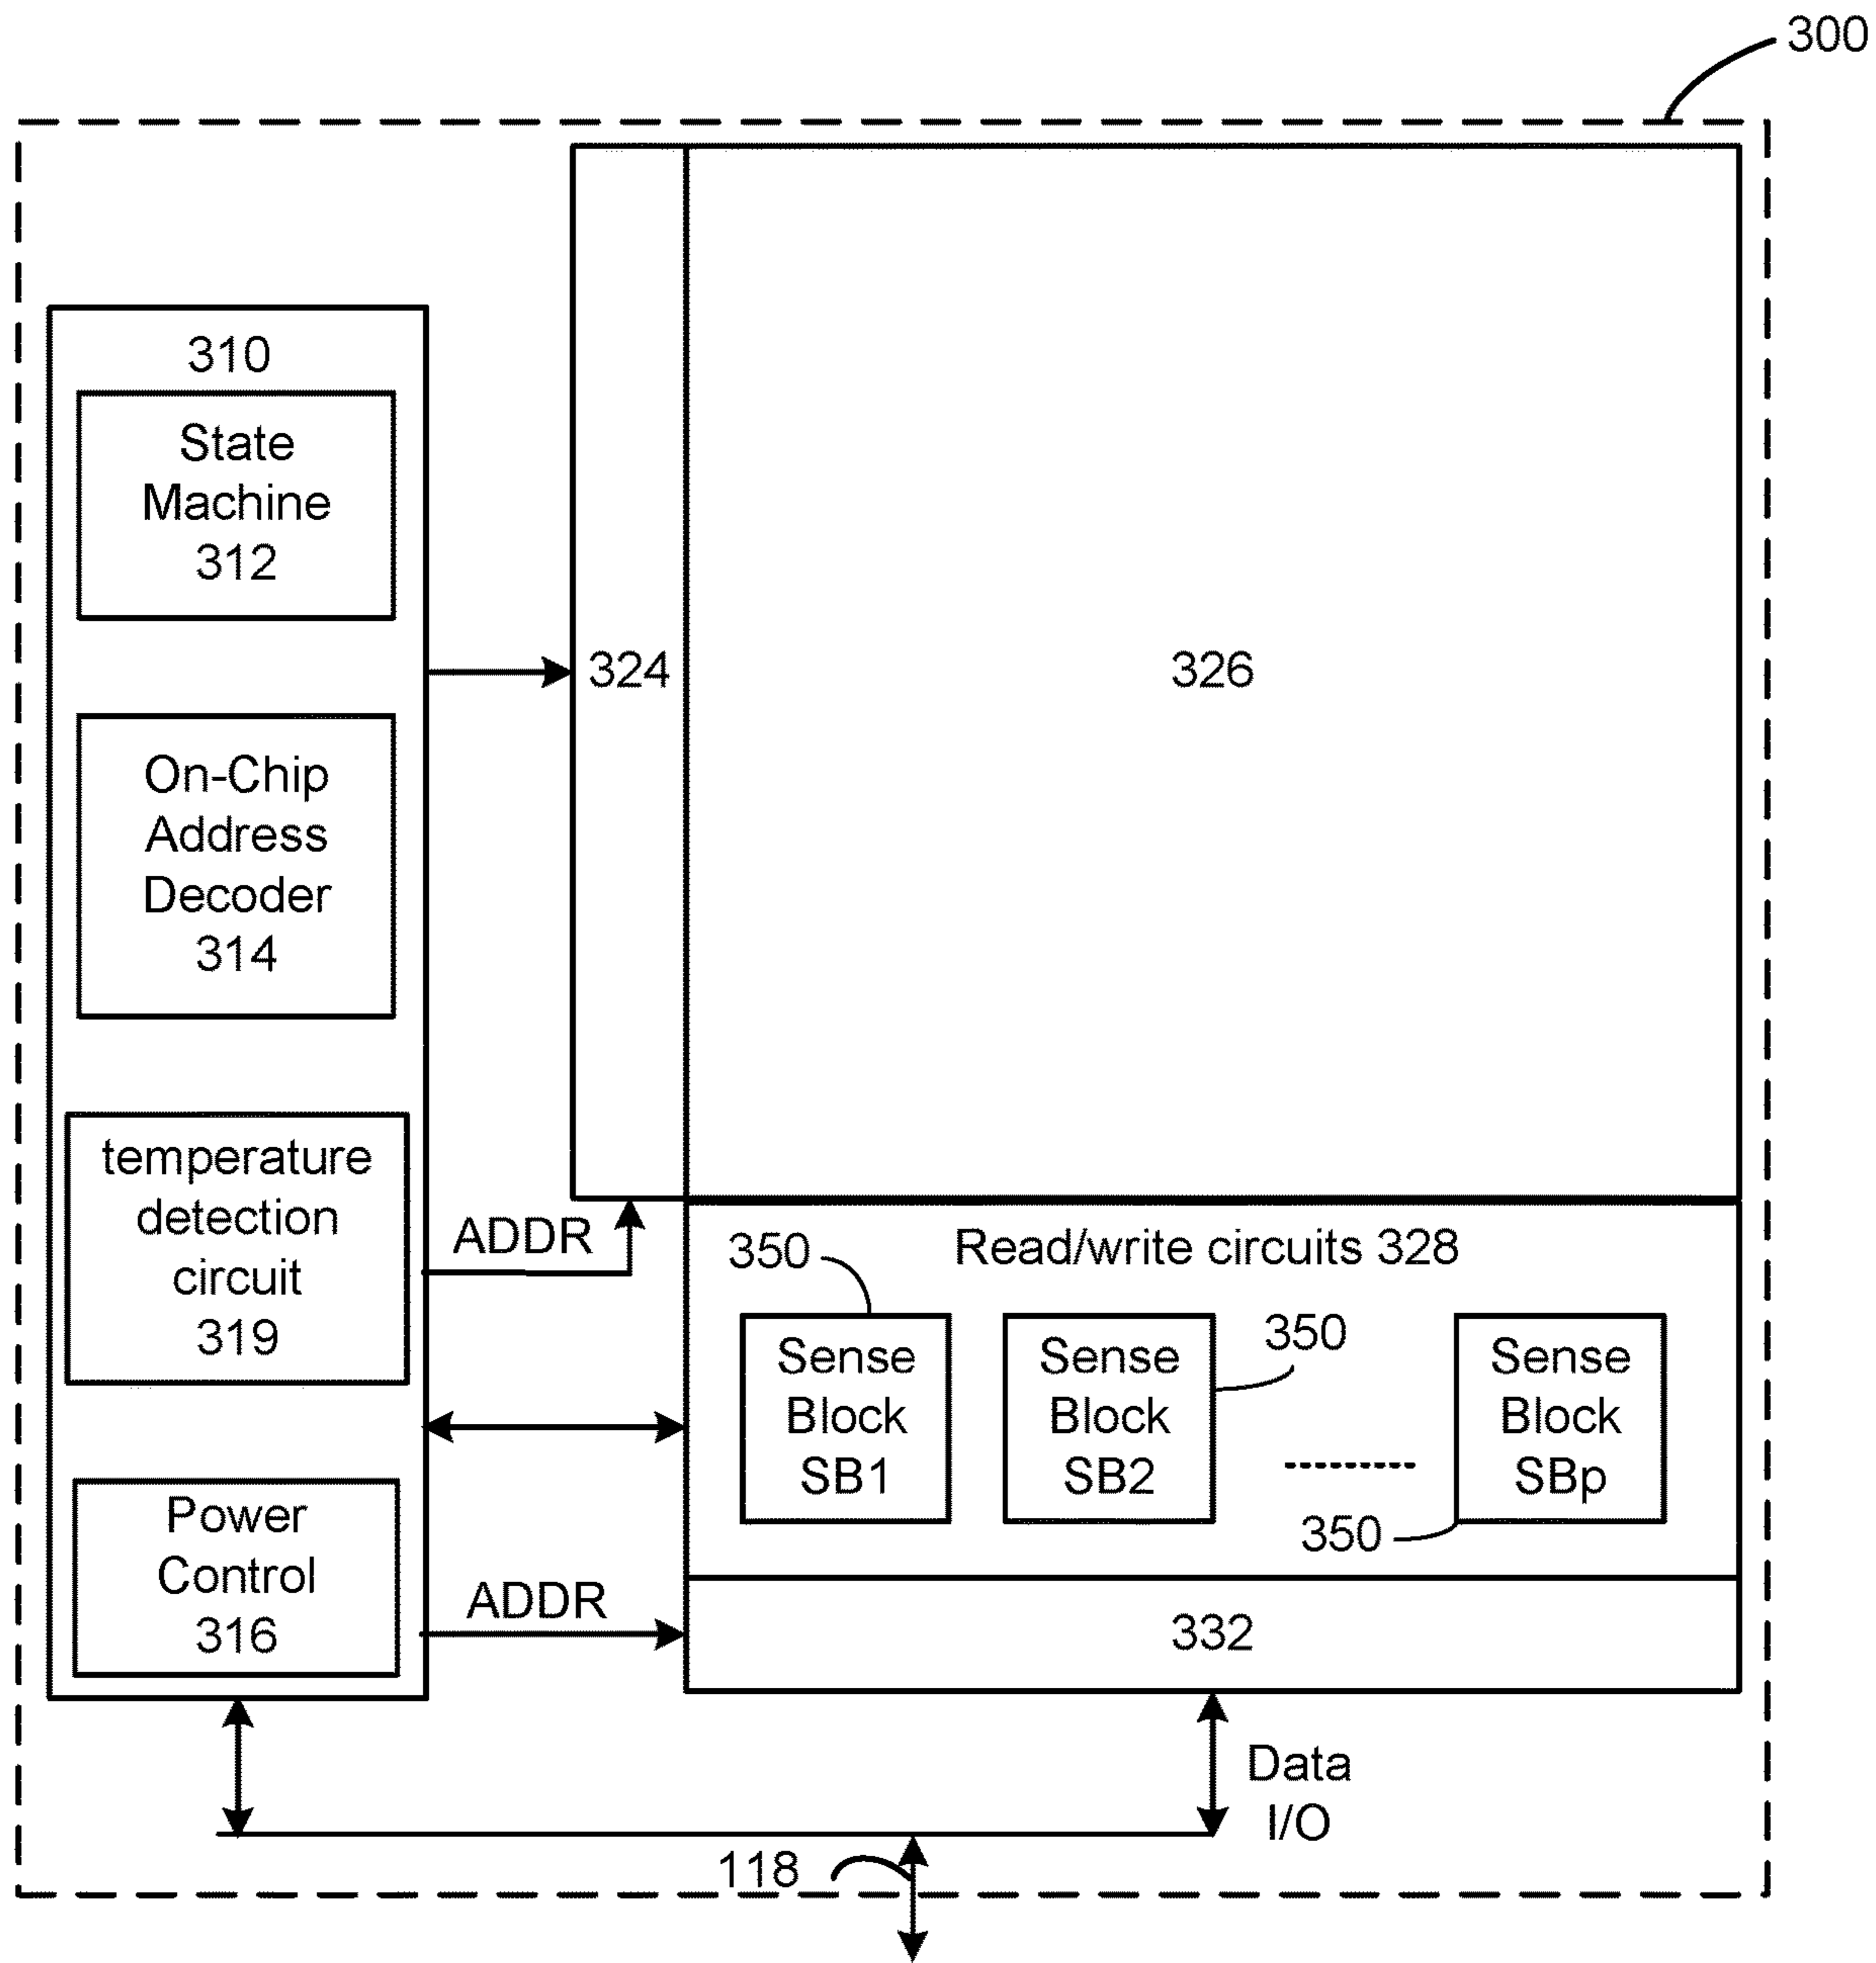 300
310
State
Machine
312
On-Chip
Address
Decoder
314
temperature
detection
circuit
319
Power
Control
316
324
326
ADDR
ADDR
Read/write circuits 328
350
Sense
Block
SB1
350
Sense
Block
SB2
350
Sense
Block
SBp
332
Data
I/O
118